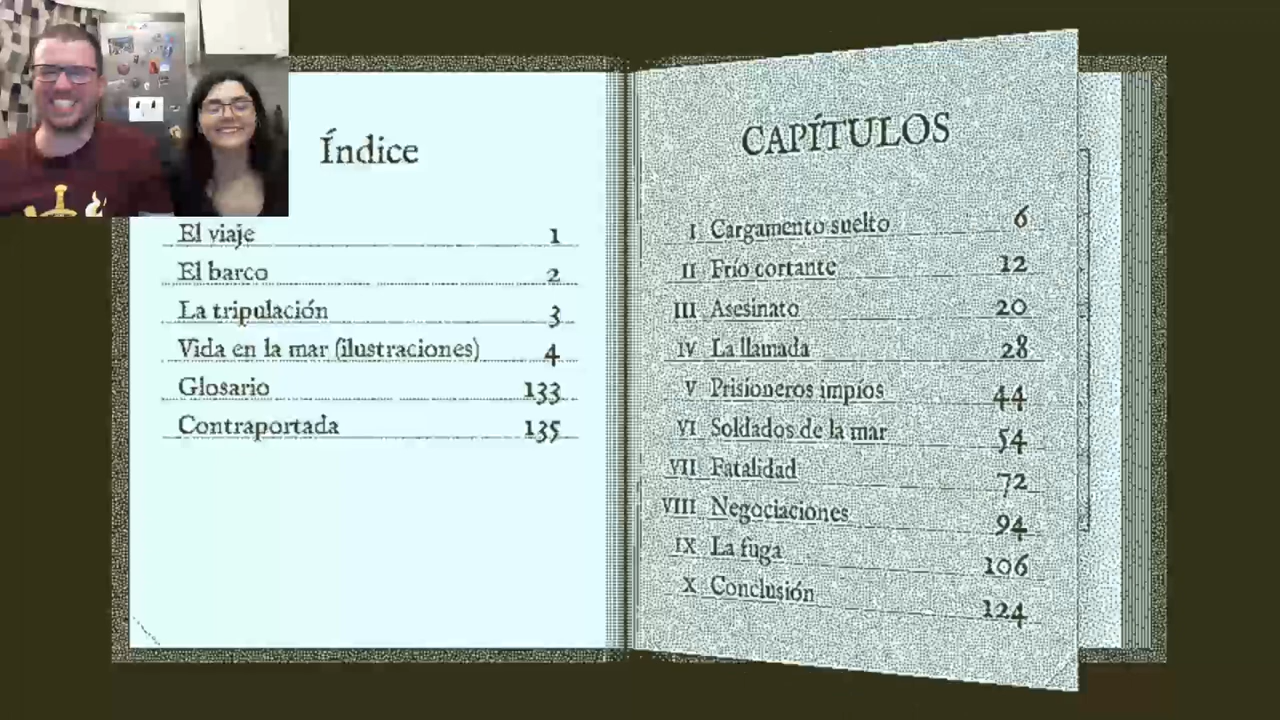 Índice
El viaje 1
El barco 2
La tripulación 3
Vida en la mar (ilustraciones) 4
Glosario 133
Contraportada 135
CAPÍTULOS
I Cargamento suelto 6
II Frío cortante 12
III Asesinato 20
IV La llamada 28
V Prisioneros impíos 44
VI Soldados de la mar 54
VII Fatalidad 72
VIII Negociaciones 94
IX La fuga 106
X Conclusión 124